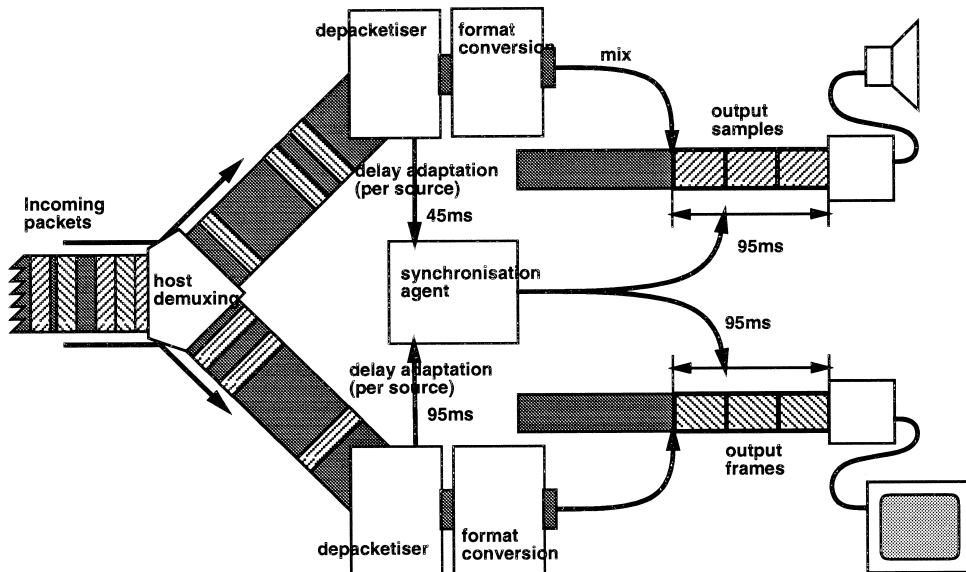 depacketiser
format
conversion
mix
output
samples
delay adaptation
(per source)
45ms
Incoming
packets
95ms
host
demuxing
synchronisation
agent
95ms
delay adaptation
(per source)
95ms
output
frames
depacketiser
format
conversion